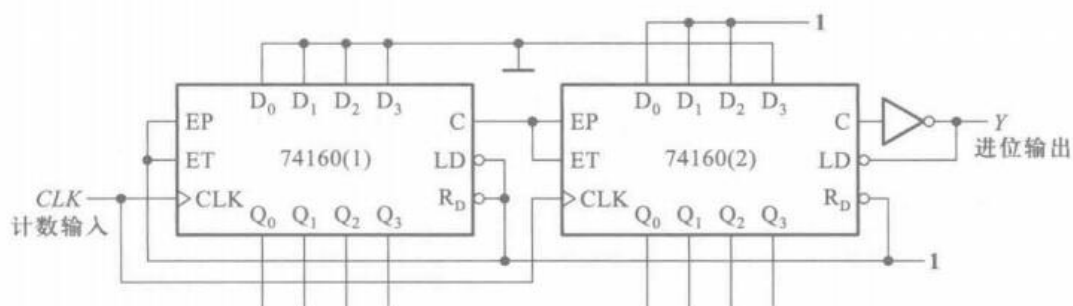 1
D₀ D₁ D₂ D₃
D₀ D₁ D₂ D₃
EP C
ET 74160(1) LD
CLK R_D
Q₀ Q₁ Q₂ Q₃
EP C
ET 74160(2) LD
CLK R_D
Q₀ Q₁ Q₂ Q₃
CLK
计数输入
Y
进位输出
1